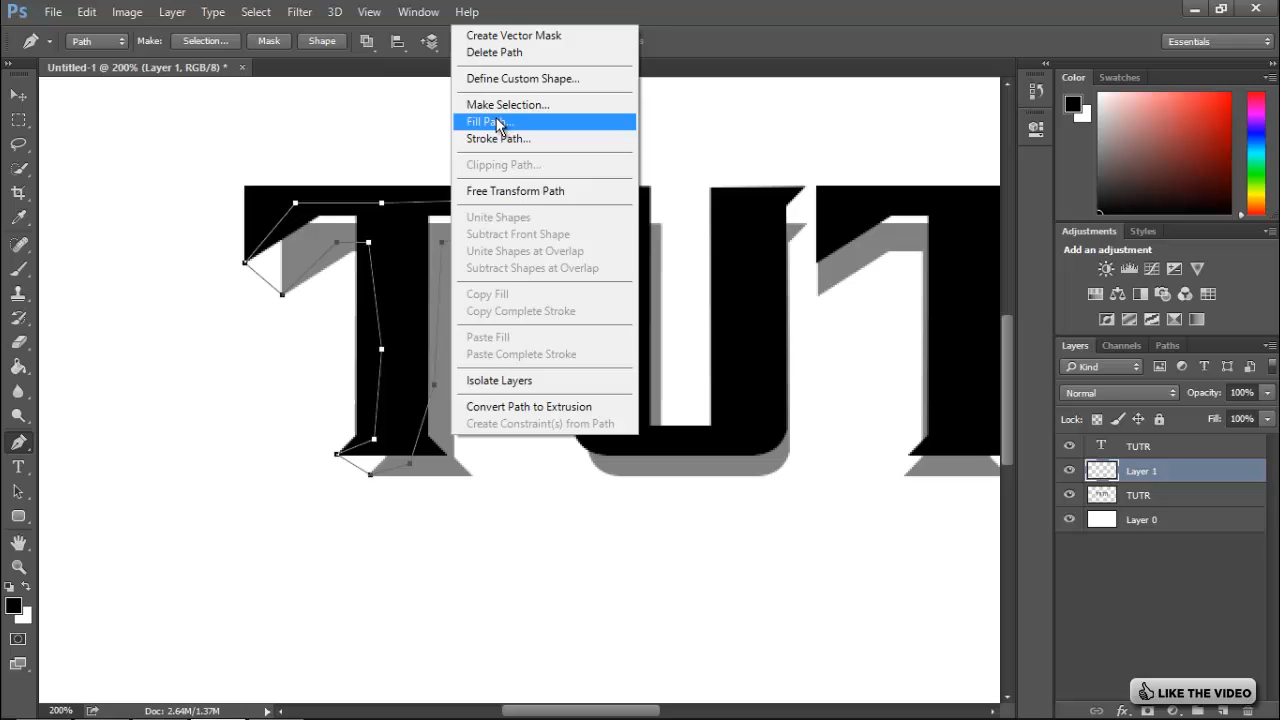 Ps File Edit Image Layer Type Select Filter 3D View Window Help
Path Make: Selection... Mask Shape Essentials
Untitled-1 @ 200% (Layer 1, RGB/8) *
Create Vector Mask
Delete Path
Define Custom Shape...
Make Selection...
Fill Path...
Stroke Path...
Clipping Path...
Free Transform Path
Unite Shapes
Subtract Front Shape
Unite Shapes at Overlap
Subtract Shapes at Overlap
Copy Fill
Copy Complete Stroke
Paste Fill
Paste Complete Stroke
Isolate Layers
Convert Path to Extrusion
Create Constraint(s) from Path
TUT
Color Swatches
Adjustments Styles
Add an adjustment
Layers Channels Paths
Kind
Normal Opacity: 100%
Lock: Fill: 100%
T TUTR
Layer 1
TUTR
Layer 0
LIKE THE VIDEO
200% Doc: 2.64M/1.37M